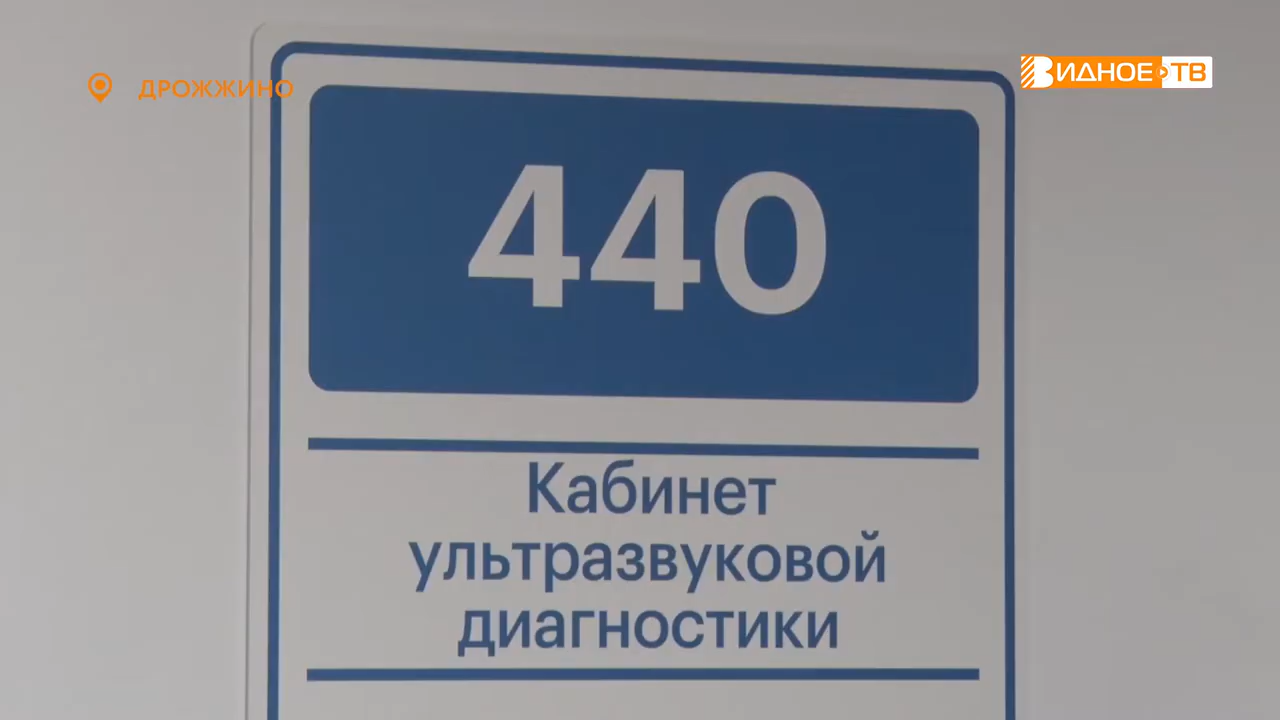 ДРОЖЖИНО
ВИДНОЕ ТВ
440
Кабинет
ультразвуковой
диагностики